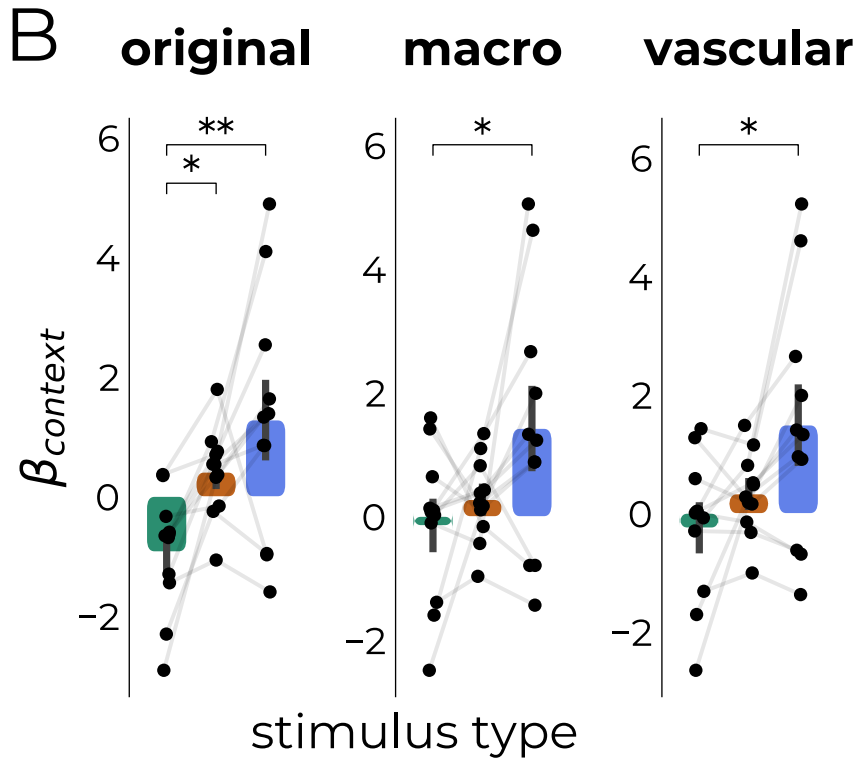 B
original macro vascular
** * *
*
6 6 6
4 4 4
2 2 2
0 0 0
−2 −2 −2
βcontext
stimulus type